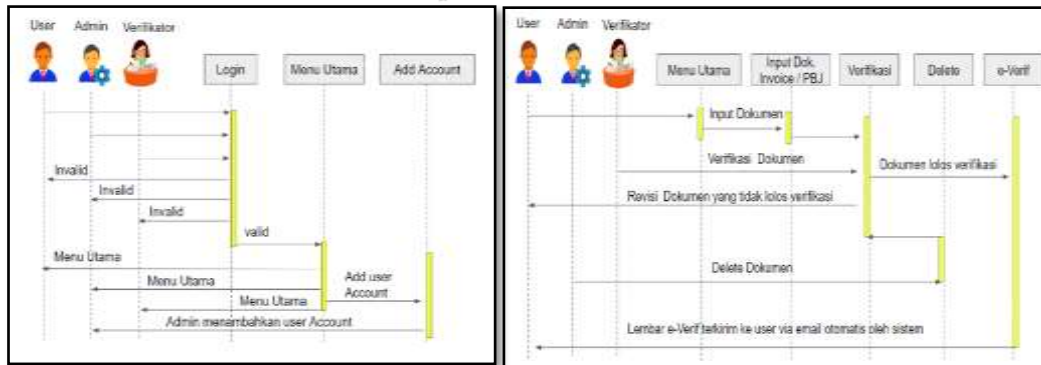 User Admin Verifikator
Login
Menu Utama
Add Account
Invalid
Invalid
Invalid
valid
Menu Utama
Menu Utama
Add user
Account
Menu Utama
Admin menambahkan user Account
User Admin Verifikator
Menu Utama
Input Dok.
Invoice / PBJ
Verifikasi
Delete
e-Verif
Input Dokumen
Verifikasi Dokumen
Dokumen lolos verifikasi
Revisi Dokumen yang tidak lolos verifikasi
Delete Dokumen
Lembar e-Verif terkirim ke user via email otomatis oleh sistem